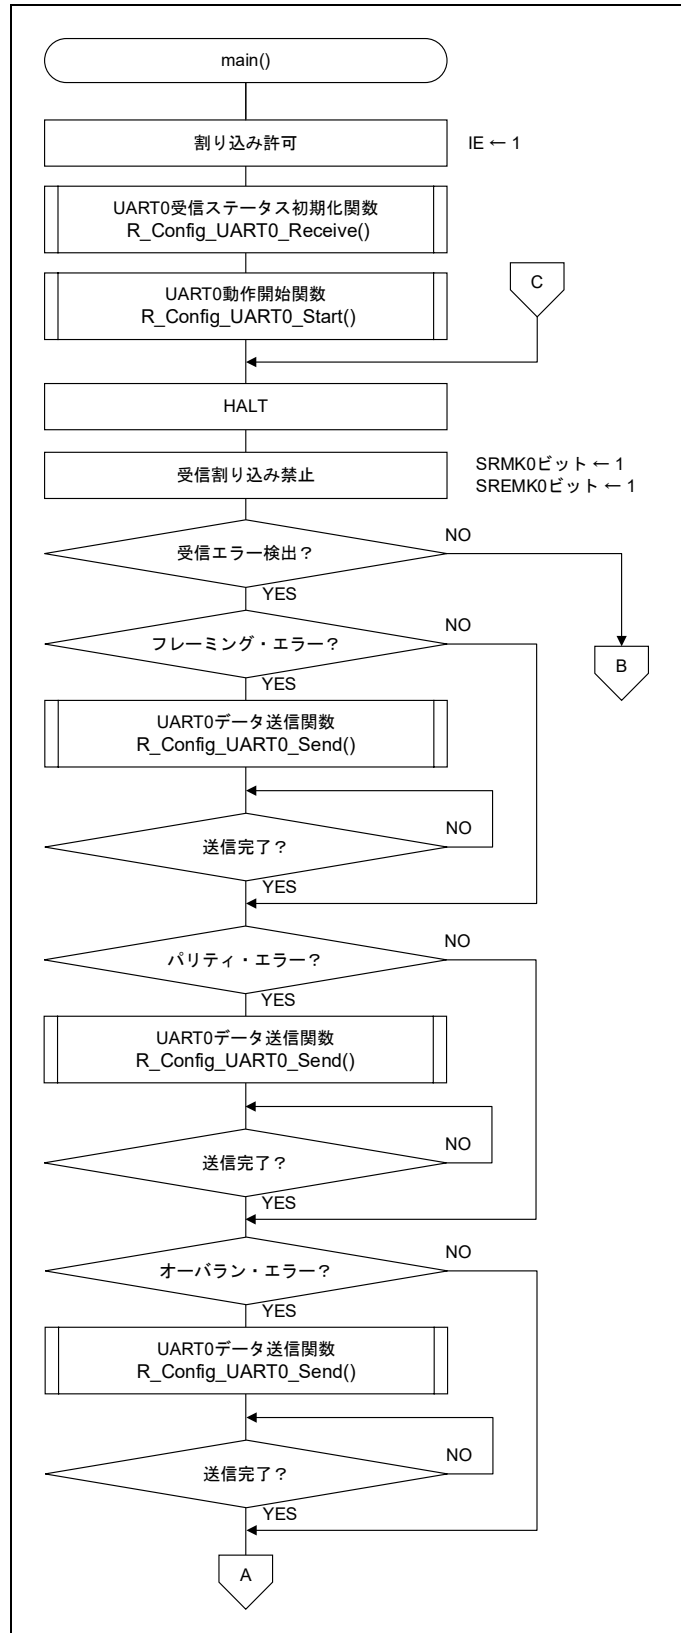 main()
割り込み許可
IE ← 1
UART0受信ステータス初期化関数
R_Config_UART0_Receive()
UART0動作開始関数
R_Config_UART0_Start()
C
HALT
受信割り込み禁止
SRMK0ビット ← 1
SREMK0ビット ← 1
受信エラー検出？
NO
YES
B
フレーミング・エラー？
NO
YES
UART0データ送信関数
R_Config_UART0_Send()
送信完了？
NO
YES
パリティ・エラー？
NO
YES
UART0データ送信関数
R_Config_UART0_Send()
送信完了？
NO
YES
オーバラン・エラー？
NO
YES
UART0データ送信関数
R_Config_UART0_Send()
送信完了？
NO
YES
A